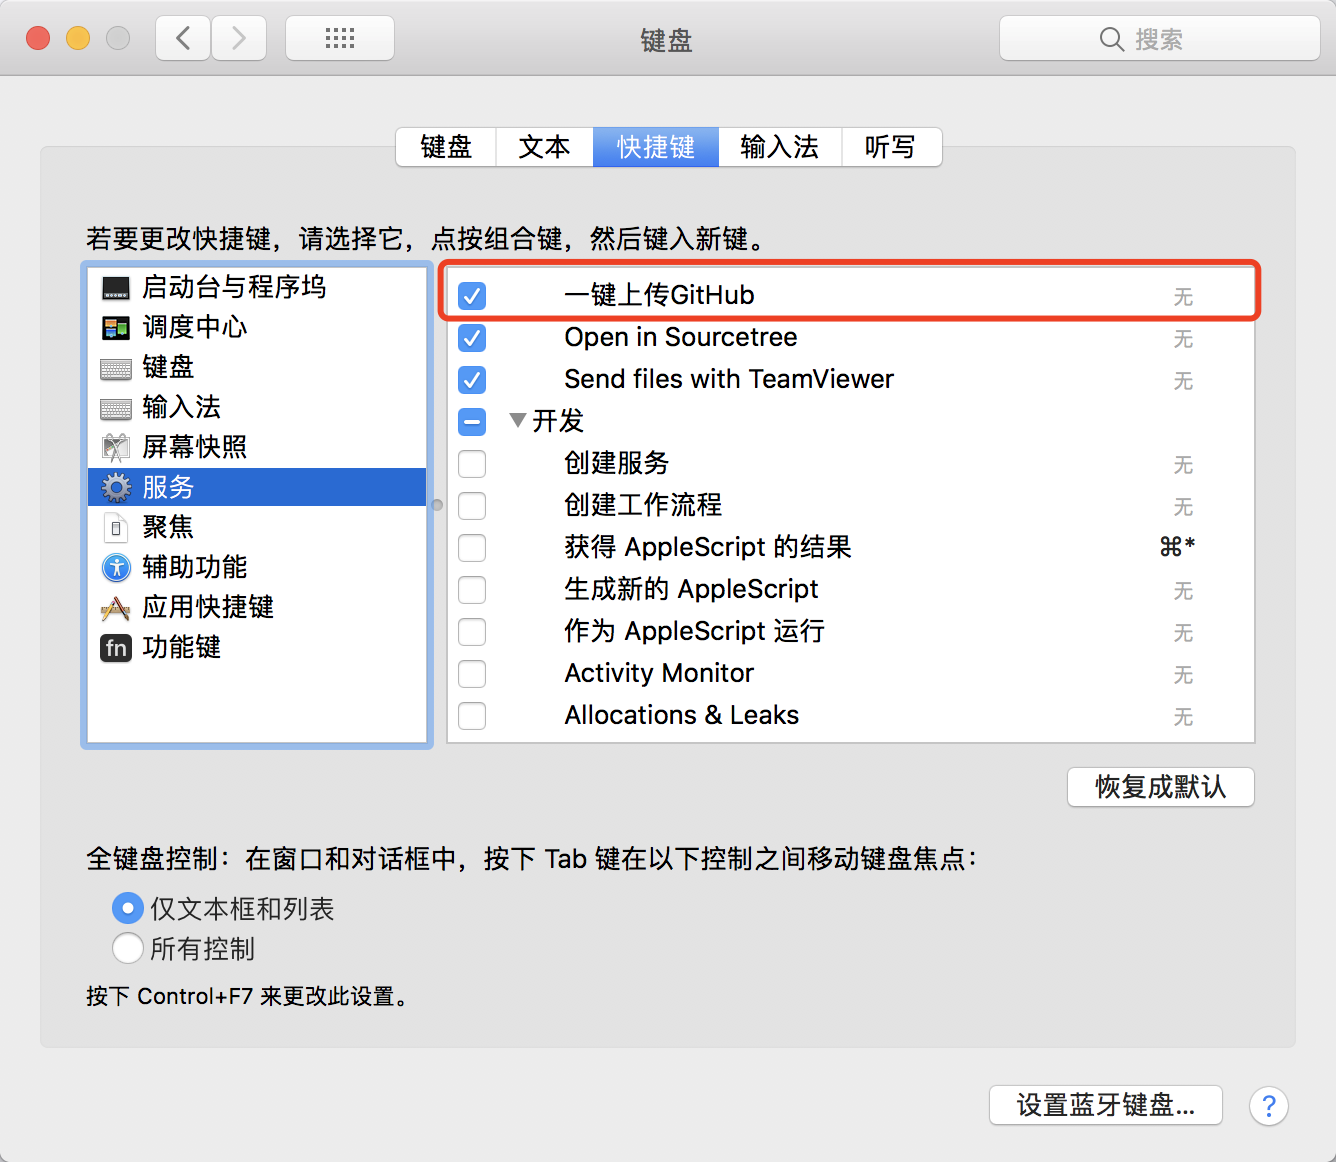 键盘
搜索
键盘 文本 快捷键 输入法 听写
若要更改快捷键，请选择它，点按组合键，然后键入新键。
启动台与程序坞
调度中心
键盘
输入法
屏幕快照
服务
聚焦
辅助功能
应用快捷键
fn 功能键
一键上传GitHub 无
Open in Sourcetree 无
Send files with TeamViewer 无
开发
创建服务 无
创建工作流程 无
获得 AppleScript 的结果 ⌘*
生成新的 AppleScript 无
作为 AppleScript 运行 无
Activity Monitor 无
Allocations & Leaks 无
恢复成默认
全键盘控制：在窗口和对话框中，按下 Tab 键在以下控制之间移动键盘焦点：
仅文本框和列表
所有控制
按下 Control+F7 来更改此设置。
设置蓝牙键盘... ?